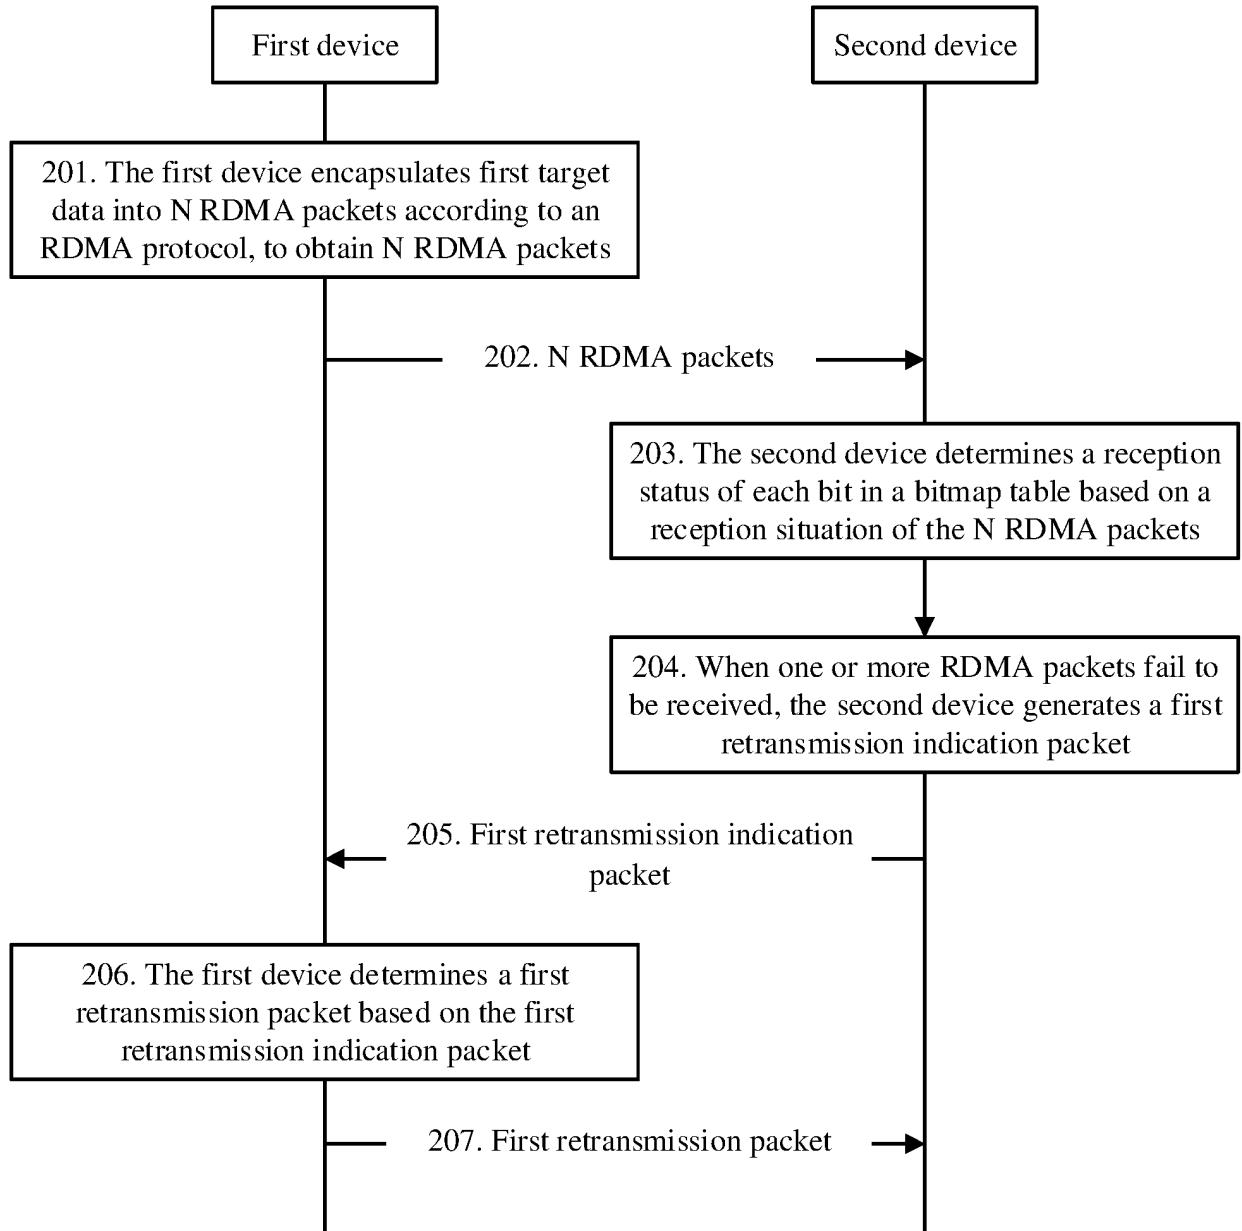 First device
Second device
201. The first device encapsulates first target
data into N RDMA packets according to an
RDMA protocol, to obtain N RDMA packets
202. N RDMA packets
203. The second device determines a reception
status of each bit in a bitmap table based on a
reception situation of the N RDMA packets
204. When one or more RDMA packets fail to
be received, the second device generates a first
retransmission indication packet
205. First retransmission indication
packet
206. The first device determines a first
retransmission packet based on the first
retransmission indication packet
207. First retransmission packet